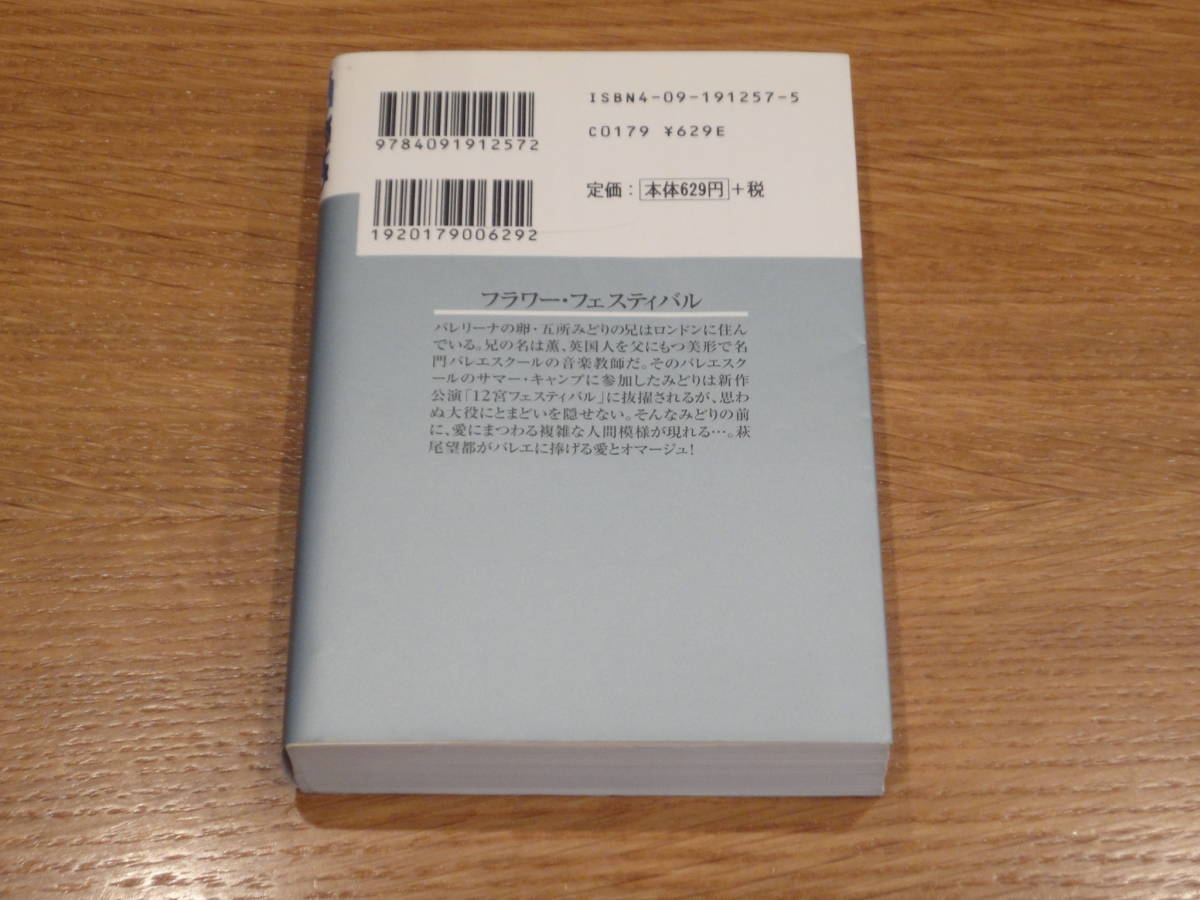 ISBN4-09-191257-5
9784091912572
C0179 ¥629E
定価：本体629円+税
1920179006292
フラワー・フェスティバル
バレリーナの卵・五所みどりの兄はロンドンに住ん
でいる。兄の名は薫、英国人を父にもつ美形で名
門バレエスクールの音楽教師だ。そのバレエスク
ールのサマー・キャンプに参加したみどりは新作
公演「12宮フェスティバル」に抜擢されるが、思わ
ぬ大役にとまどいを隠せない。そんなみどりの前
に、愛にまつわる複雑な人間模様が現れる…。萩
尾望都がバレエに捧げる愛とオマージュ!